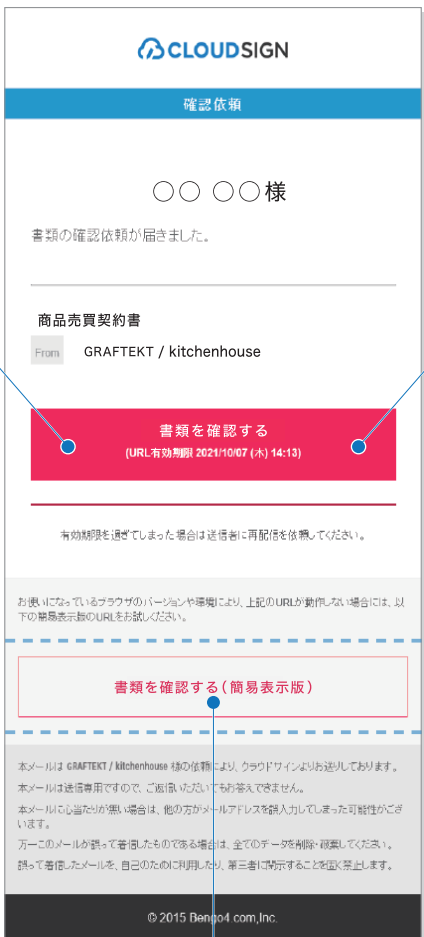 CLOUDSIGN
確認依頼
○○ ○○様
書類の確認依頼が届きました。
商品売買契約書
From GRAFTEKT / kitchenhouse
書類を確認する
(URL有効期限 2021/10/07 (木) 14:13)
有効期限を過ぎてしまった場合は送信者に再配信を依頼してください。
お使いになっているブラウザのバージョンや環境により、上記のURLが動作しない場合には、以
下の簡易表示版のURLをお試しください。
書類を確認する(簡易表示版)
本メールは GRAFTEKT / kitchenhouse 様の依頼により、クラウドサインよりお送りしております。
本メールは送信専用ですので、ご返信いただいてもお答えできません。
本メールに心当たりが無い場合は、他の方がメールアドレスを誤入力してしまった可能性がござ
います。
万一このメールが誤って着信したものである場合は、全てのデータを削除・破棄してください。
誤って着信したメールを、自己のために利用したり、第三者に開示することを固く禁止します。
© 2015 Bengo4.com,Inc.